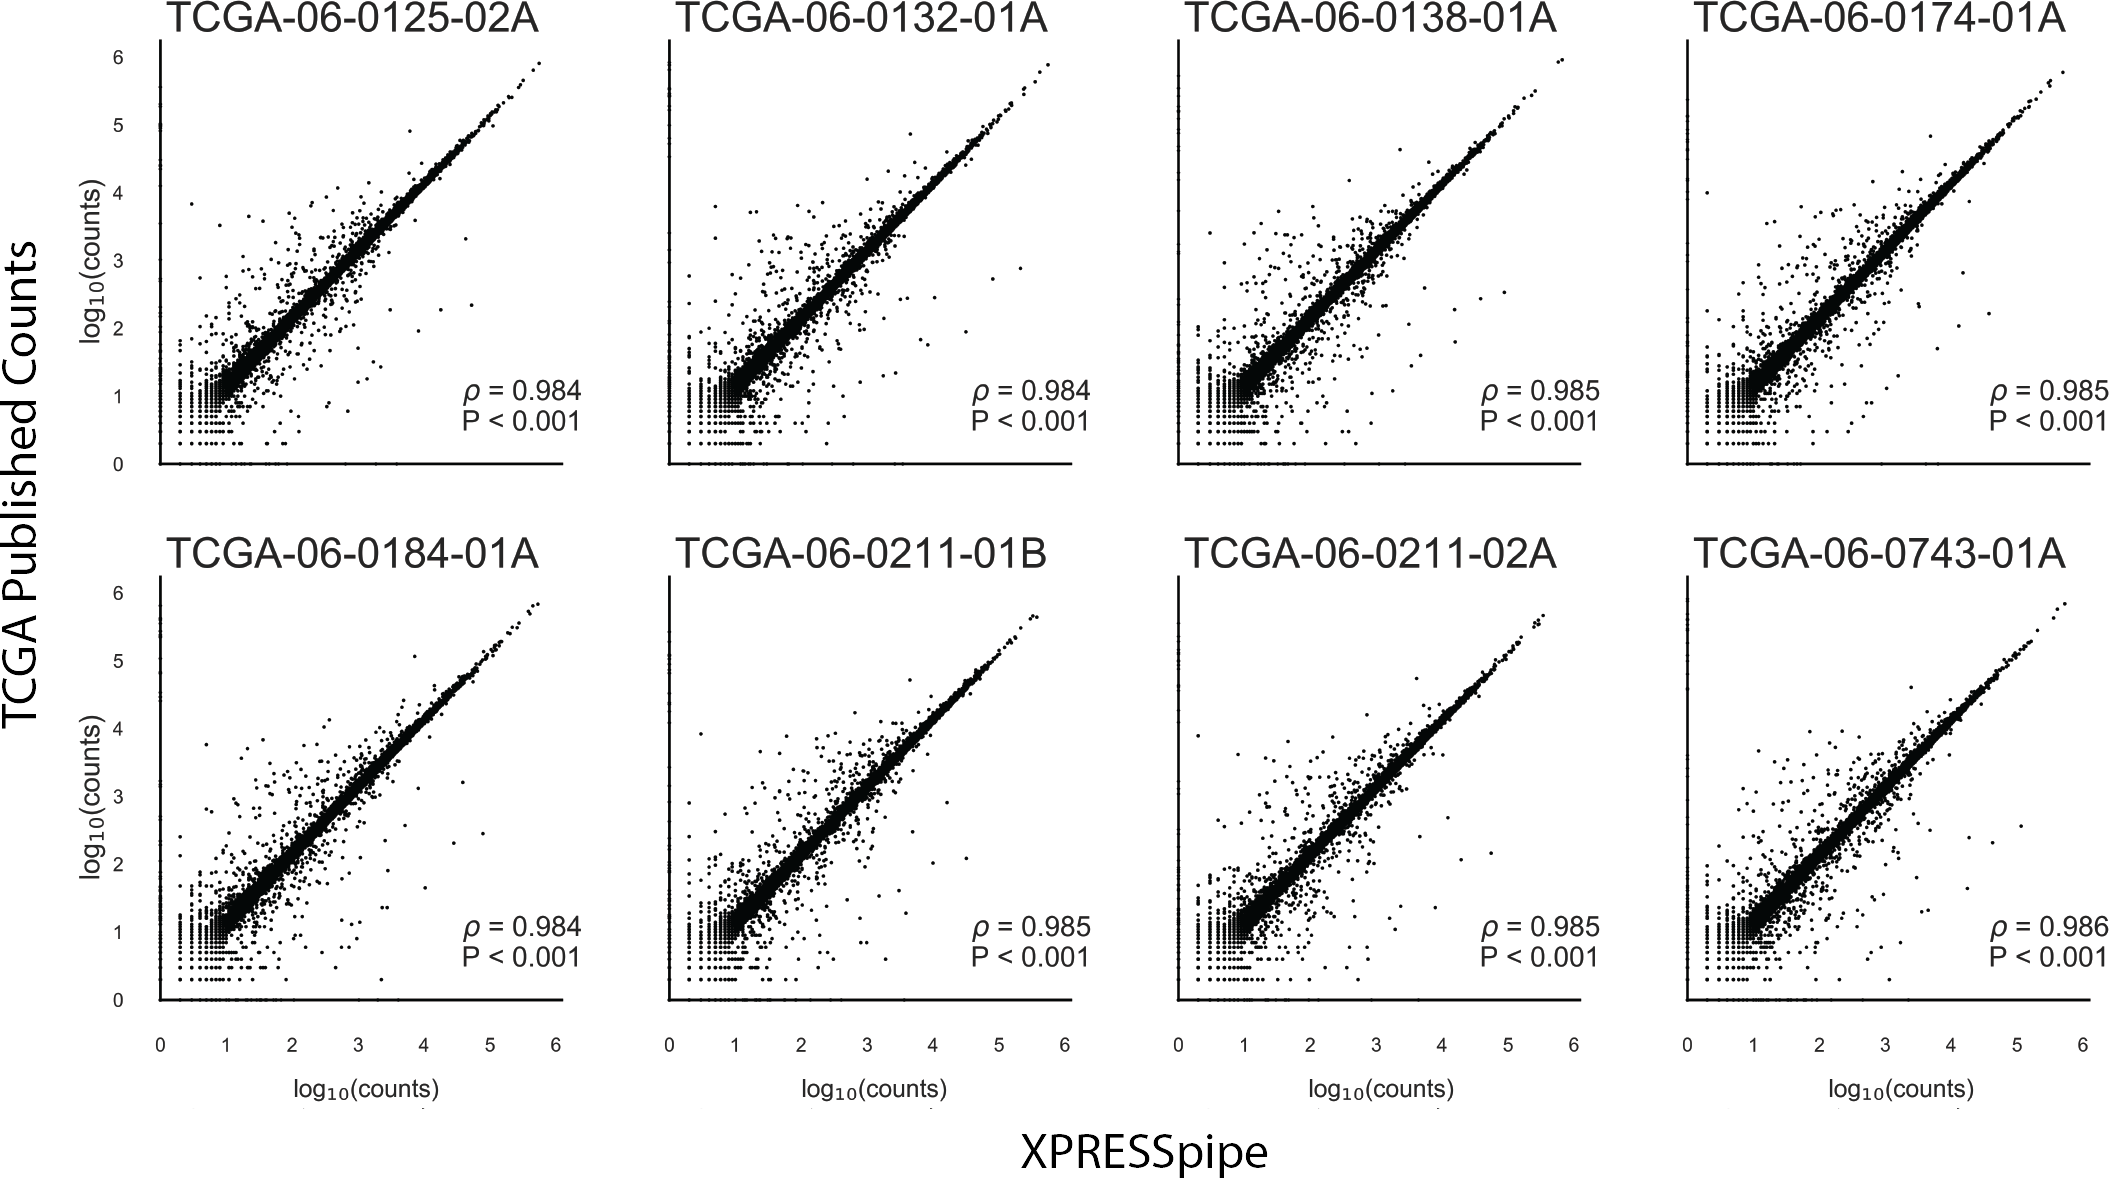 TCGA-06-0125-02A
TCGA-06-0132-01A
TCGA-06-0138-01A
TCGA-06-0174-01A
TCGA Published Counts
log₁₀(counts)
6
5
4
3
2
1
0
ρ = 0.984
P < 0.001
ρ = 0.984
P < 0.001
ρ = 0.985
P < 0.001
ρ = 0.985
P < 0.001
TCGA-06-0184-01A
TCGA-06-0211-01B
TCGA-06-0211-02A
TCGA-06-0743-01A
log₁₀(counts)
6
5
4
3
2
1
0
ρ = 0.984
P < 0.001
ρ = 0.985
P < 0.001
ρ = 0.985
P < 0.001
ρ = 0.986
P < 0.001
0 1 2 3 4 5 6
0 1 2 3 4 5 6
0 1 2 3 4 5 6
0 1 2 3 4 5 6
log₁₀(counts)
log₁₀(counts)
log₁₀(counts)
log₁₀(counts)
XPRESSpipe